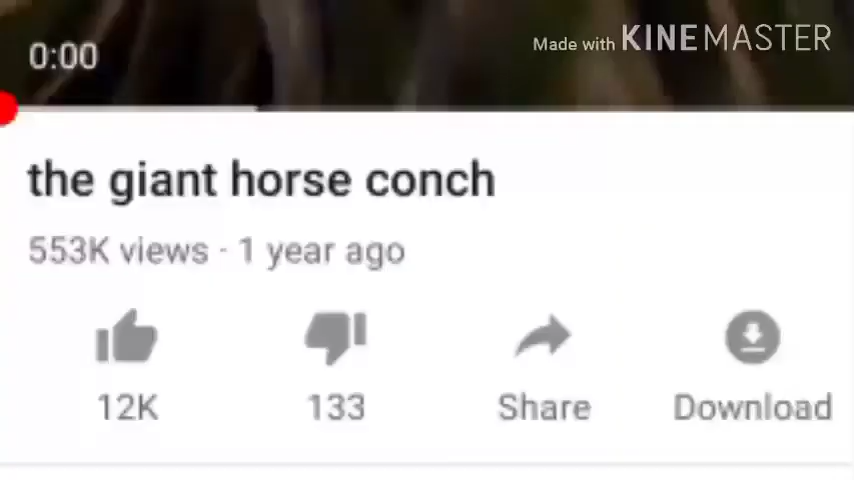 0:00
Made with KINEMASTER
the giant horse conch
553K views · 1 year ago
12K 133 Share Download